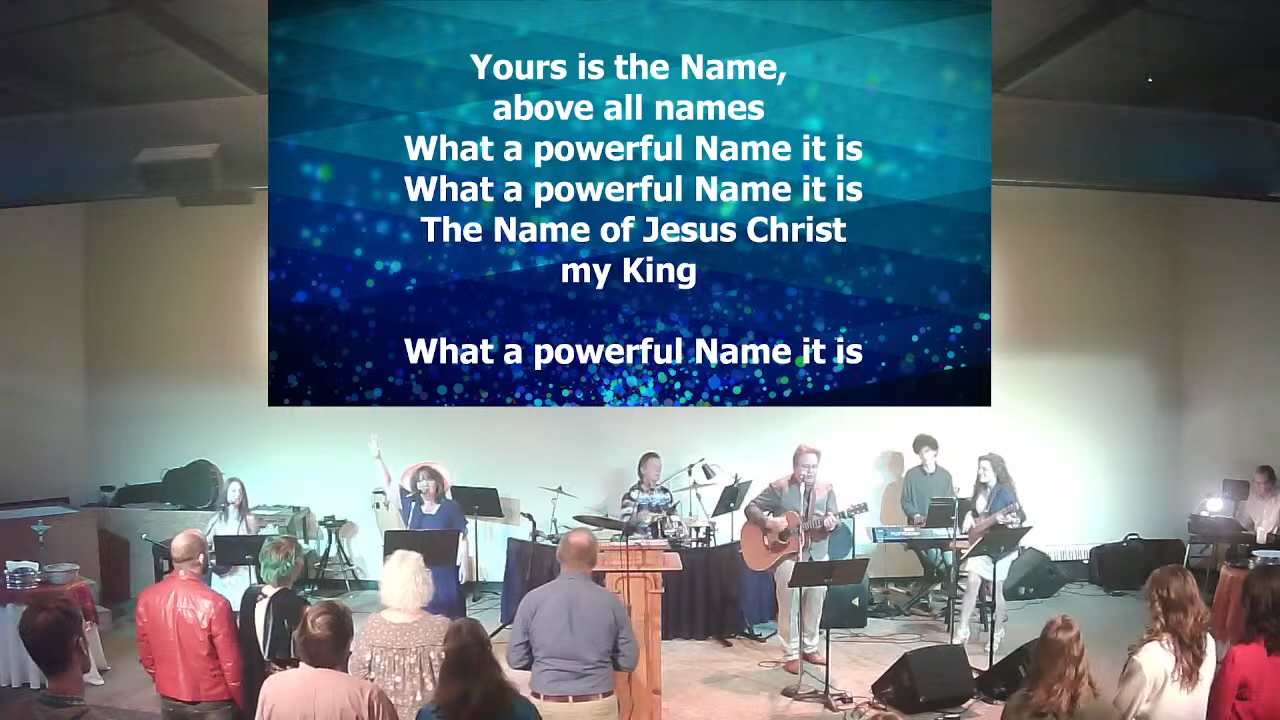 Yours is the Name,
above all names
What a powerful Name it is
What a powerful Name it is
The Name of Jesus Christ
my King
What a powerful Name it is